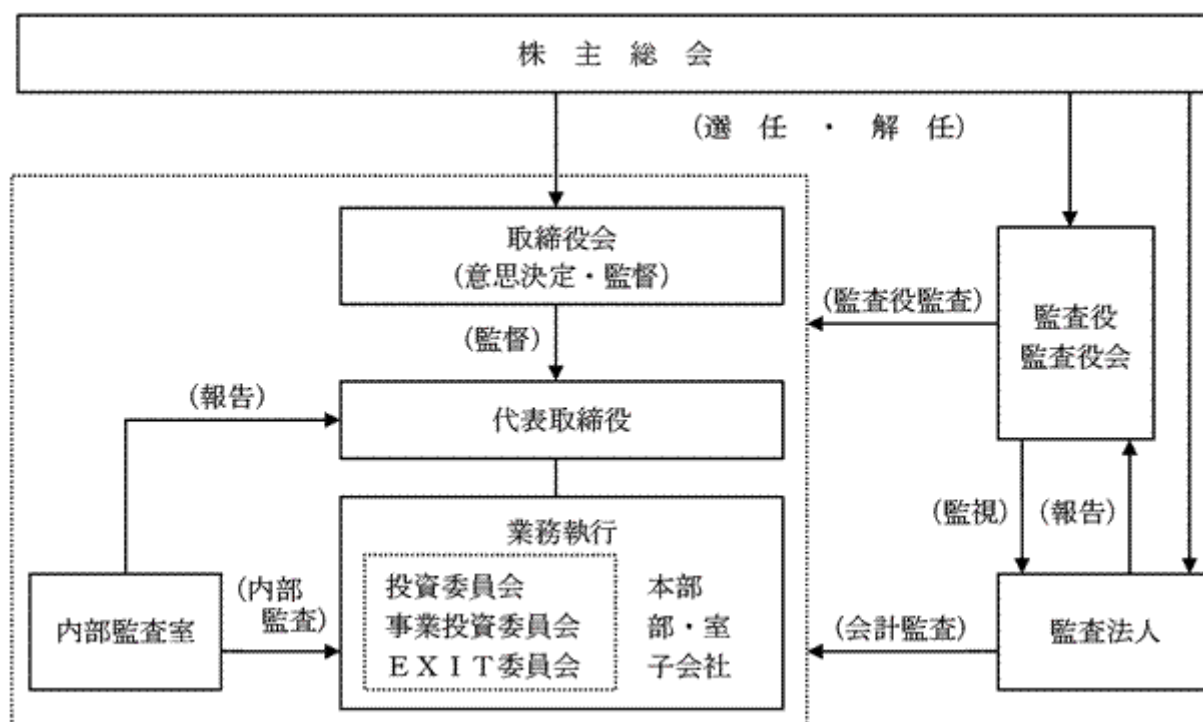 株主総会
(選任・解任)
取締役会
(意思決定・監督)
(監査役監査)
監査役
監査役会
(監督)
(報告)
代表取締役
(監視)
(報告)
業務執行
投資委員会
事業投資委員会
EXIT委員会
本部
部・室
子会社
(内部
監査)
内部監査室
(会計監査)
監査法人